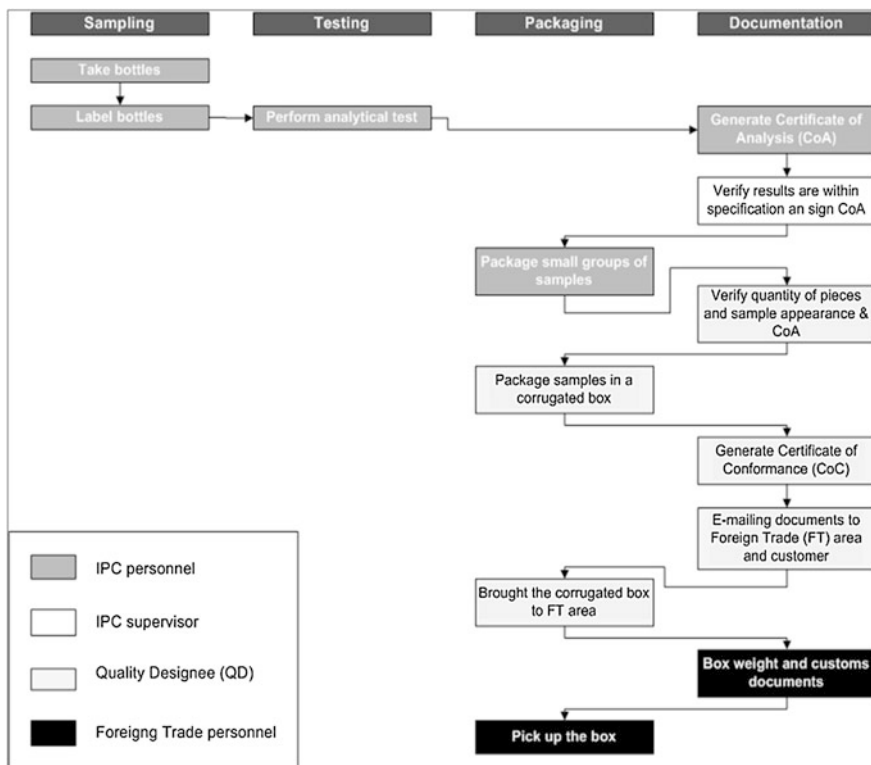 Sampling
Testing
Packaging
Documentation
Take bottles
Label bottles
Perform analytical test
Generate Certificate of
Analysis (CoA)
Verify results are within
specification an sign CoA
Package small groups of
samples
Verify quantity of pieces
and sample appearance &
CoA
Package samples in a
corrugated box
Generate Certificate of
Conformance (CoC)
E-mailing documents to
Foreign Trade (FT) area
and customer
Brought the corrugated box
to FT area
Box weight and customs
documents
Pick up the box
IPC personnel
IPC supervisor
Quality Designee (QD)
Foreigng Trade personnel